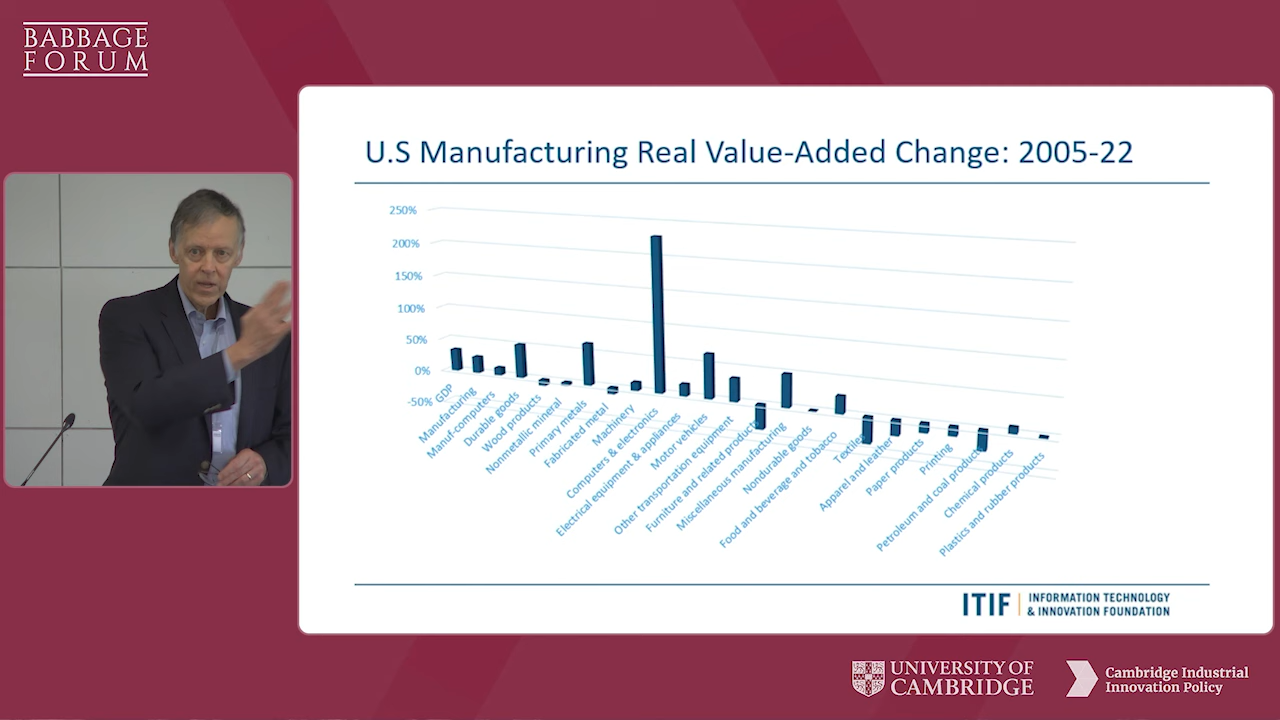 BABBAGE
FORUM
U.S Manufacturing Real Value-Added Change: 2005-22
250%
200%
150%
100%
50%
0%
-50%
GDP
Manufacturing
Manuf-computers
Durable goods
Wood products
Nonmetallic mineral
Primary metals
Fabricated metal
Machinery
Computers & electronics
Electrical equipment & appliances
Motor vehicles
Other transportation equipment
Furniture and related products
Miscellaneous manufacturing
Nondurable goods
Food and beverage and tobacco
Textiles
Apparel and leather
Paper products
Printing
Petroleum and coal products
Chemical products
Plastics and rubber products
ITIF
INFORMATION TECHNOLOGY
& INNOVATION FOUNDATION
UNIVERSITY OF
CAMBRIDGE
Cambridge Industrial
Innovation Policy